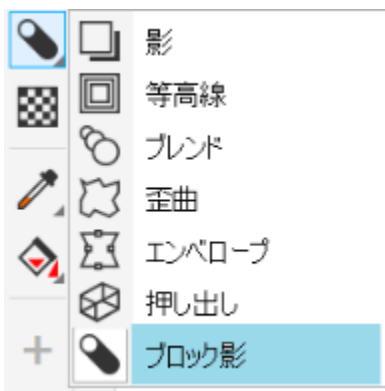 影
等高線
ブレンド
歪曲
エンベロープ
押し出し
ブロック影